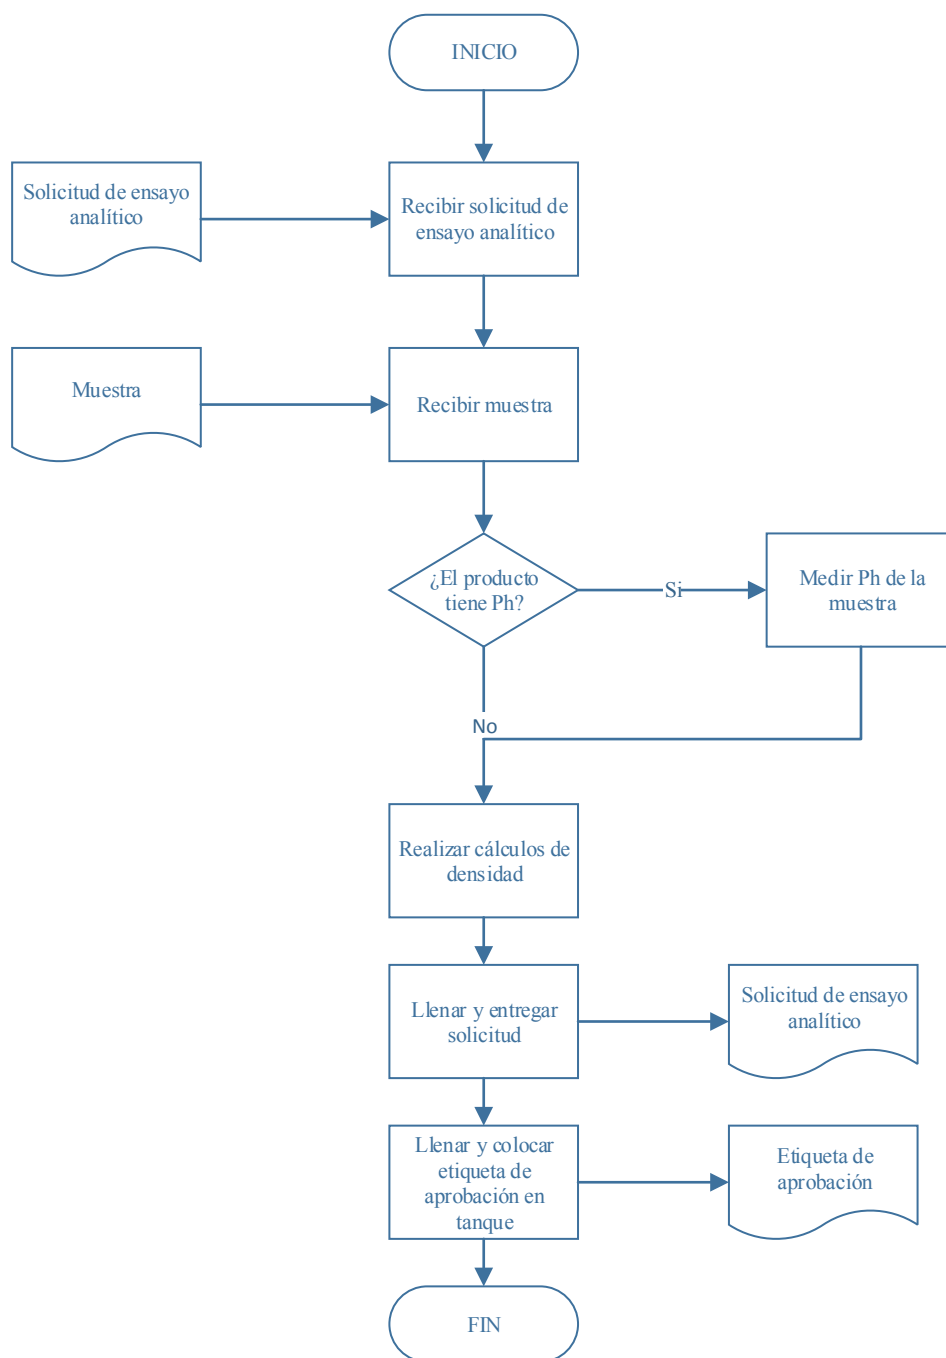 INICIO
Solicitud de ensayo
analítico
Recibir solicitud de
ensayo analítico
Muestra
Recibir muestra
¿El producto
tiene Ph?
Si
Medir Ph de la
muestra
No
Realizar cálculos de
densidad
Llenar y entregar
solicitud
Solicitud de ensayo
analítico
Llenar y colocar
etiqueta de
aprobación en
tanque
Etiqueta de
aprobación
FIN